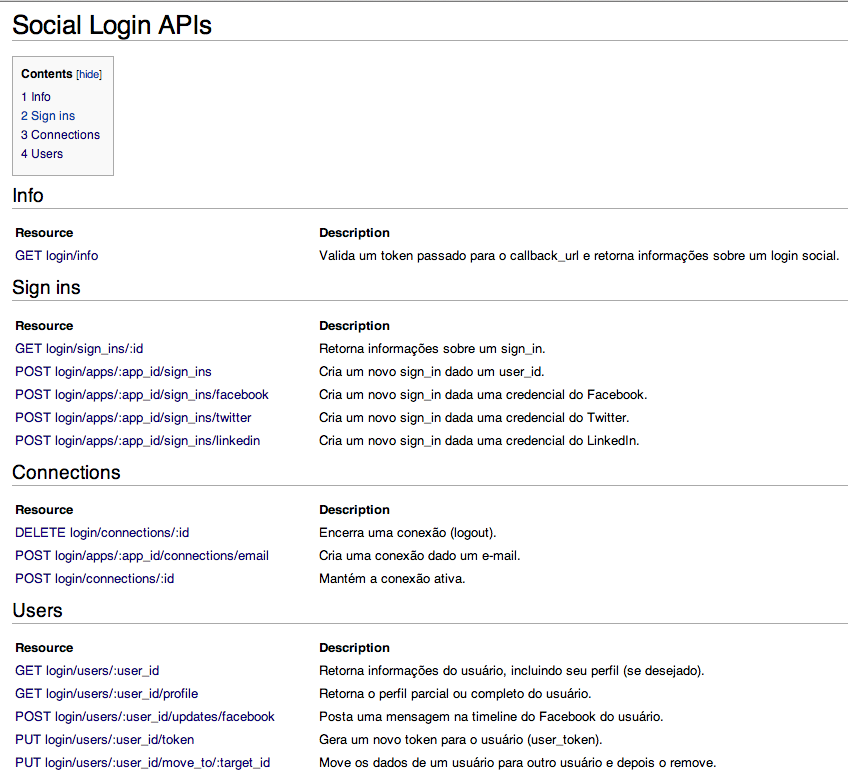 Social Login APIs
Contents [hide]
1 Info
2 Sign ins
3 Connections
4 Users
Info
Resource Description
GET login/info Valida um token passado para o callback_url e retorna informações sobre um login social.
Sign ins
Resource Description
GET login/sign_ins/:id Retorna informações sobre um sign_in.
POST login/apps/:app_id/sign_ins Cria um novo sign_in dado um user_id.
POST login/apps/:app_id/sign_ins/facebook Cria um novo sign_in dada uma credencial do Facebook.
POST login/apps/:app_id/sign_ins/twitter Cria um novo sign_in dada uma credencial do Twitter.
POST login/apps/:app_id/sign_ins/linkedin Cria um novo sign_in dada uma credencial do LinkedIn.
Connections
Resource Description
DELETE login/connections/:id Encerra uma conexão (logout).
POST login/apps/:app_id/connections/email Cria uma conexão dado um e-mail.
POST login/connections/:id Mantém a conexão ativa.
Users
Resource Description
GET login/users/:user_id Retorna informações do usuário, incluindo seu perfil (se desejado).
GET login/users/:user_id/profile Retorna o perfil parcial ou completo do usuário.
POST login/users/:user_id/updates/facebook Posta uma mensagem na timeline do Facebook do usuário.
PUT login/users/:user_id/token Gera um novo token para o usuário (user_token).
PUT login/users/:user_id/move_to/:target_id Move os dados de um usuário para outro usuário e depois o remove.